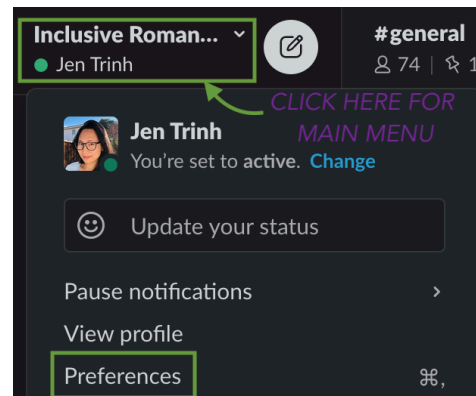 Inclusive Roman...
Jen Trinh
#general
74 | 1
CLICK HERE FOR
MAIN MENU
Jen Trinh
You're set to active. Change
Update your status
Pause notifications
View profile
Preferences ⌘,